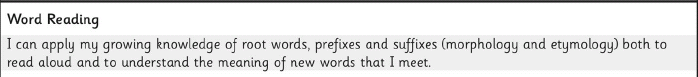 Word Reading
I can apply my growing knowledge of root words, prefixes and suffixes (morphology and etymology) both to
read aloud and to understand the meaning of new words that I meet.